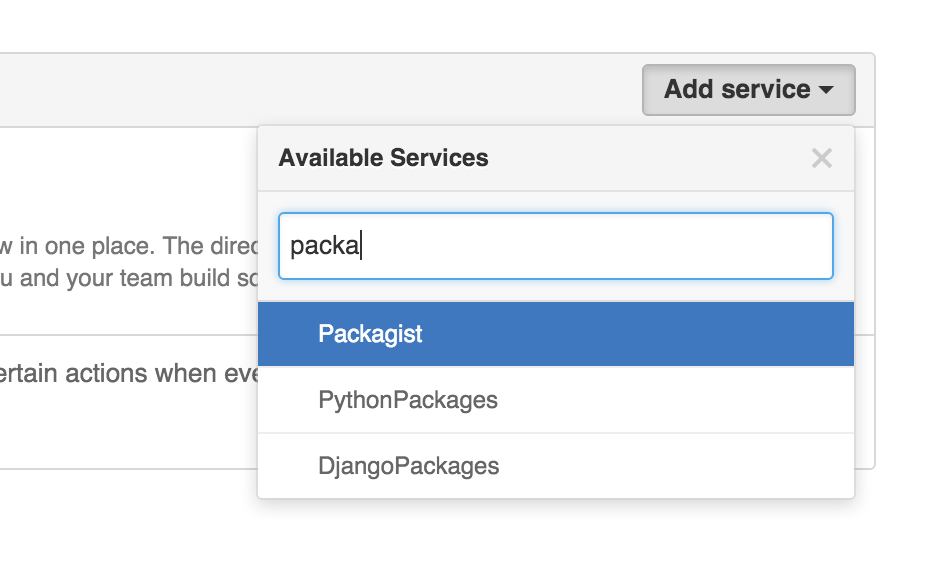 Add service
Available Services
w in one place. The direc
packa
u and your team build sc
Packagist
ertain actions when eve
PythonPackages
DjangoPackages